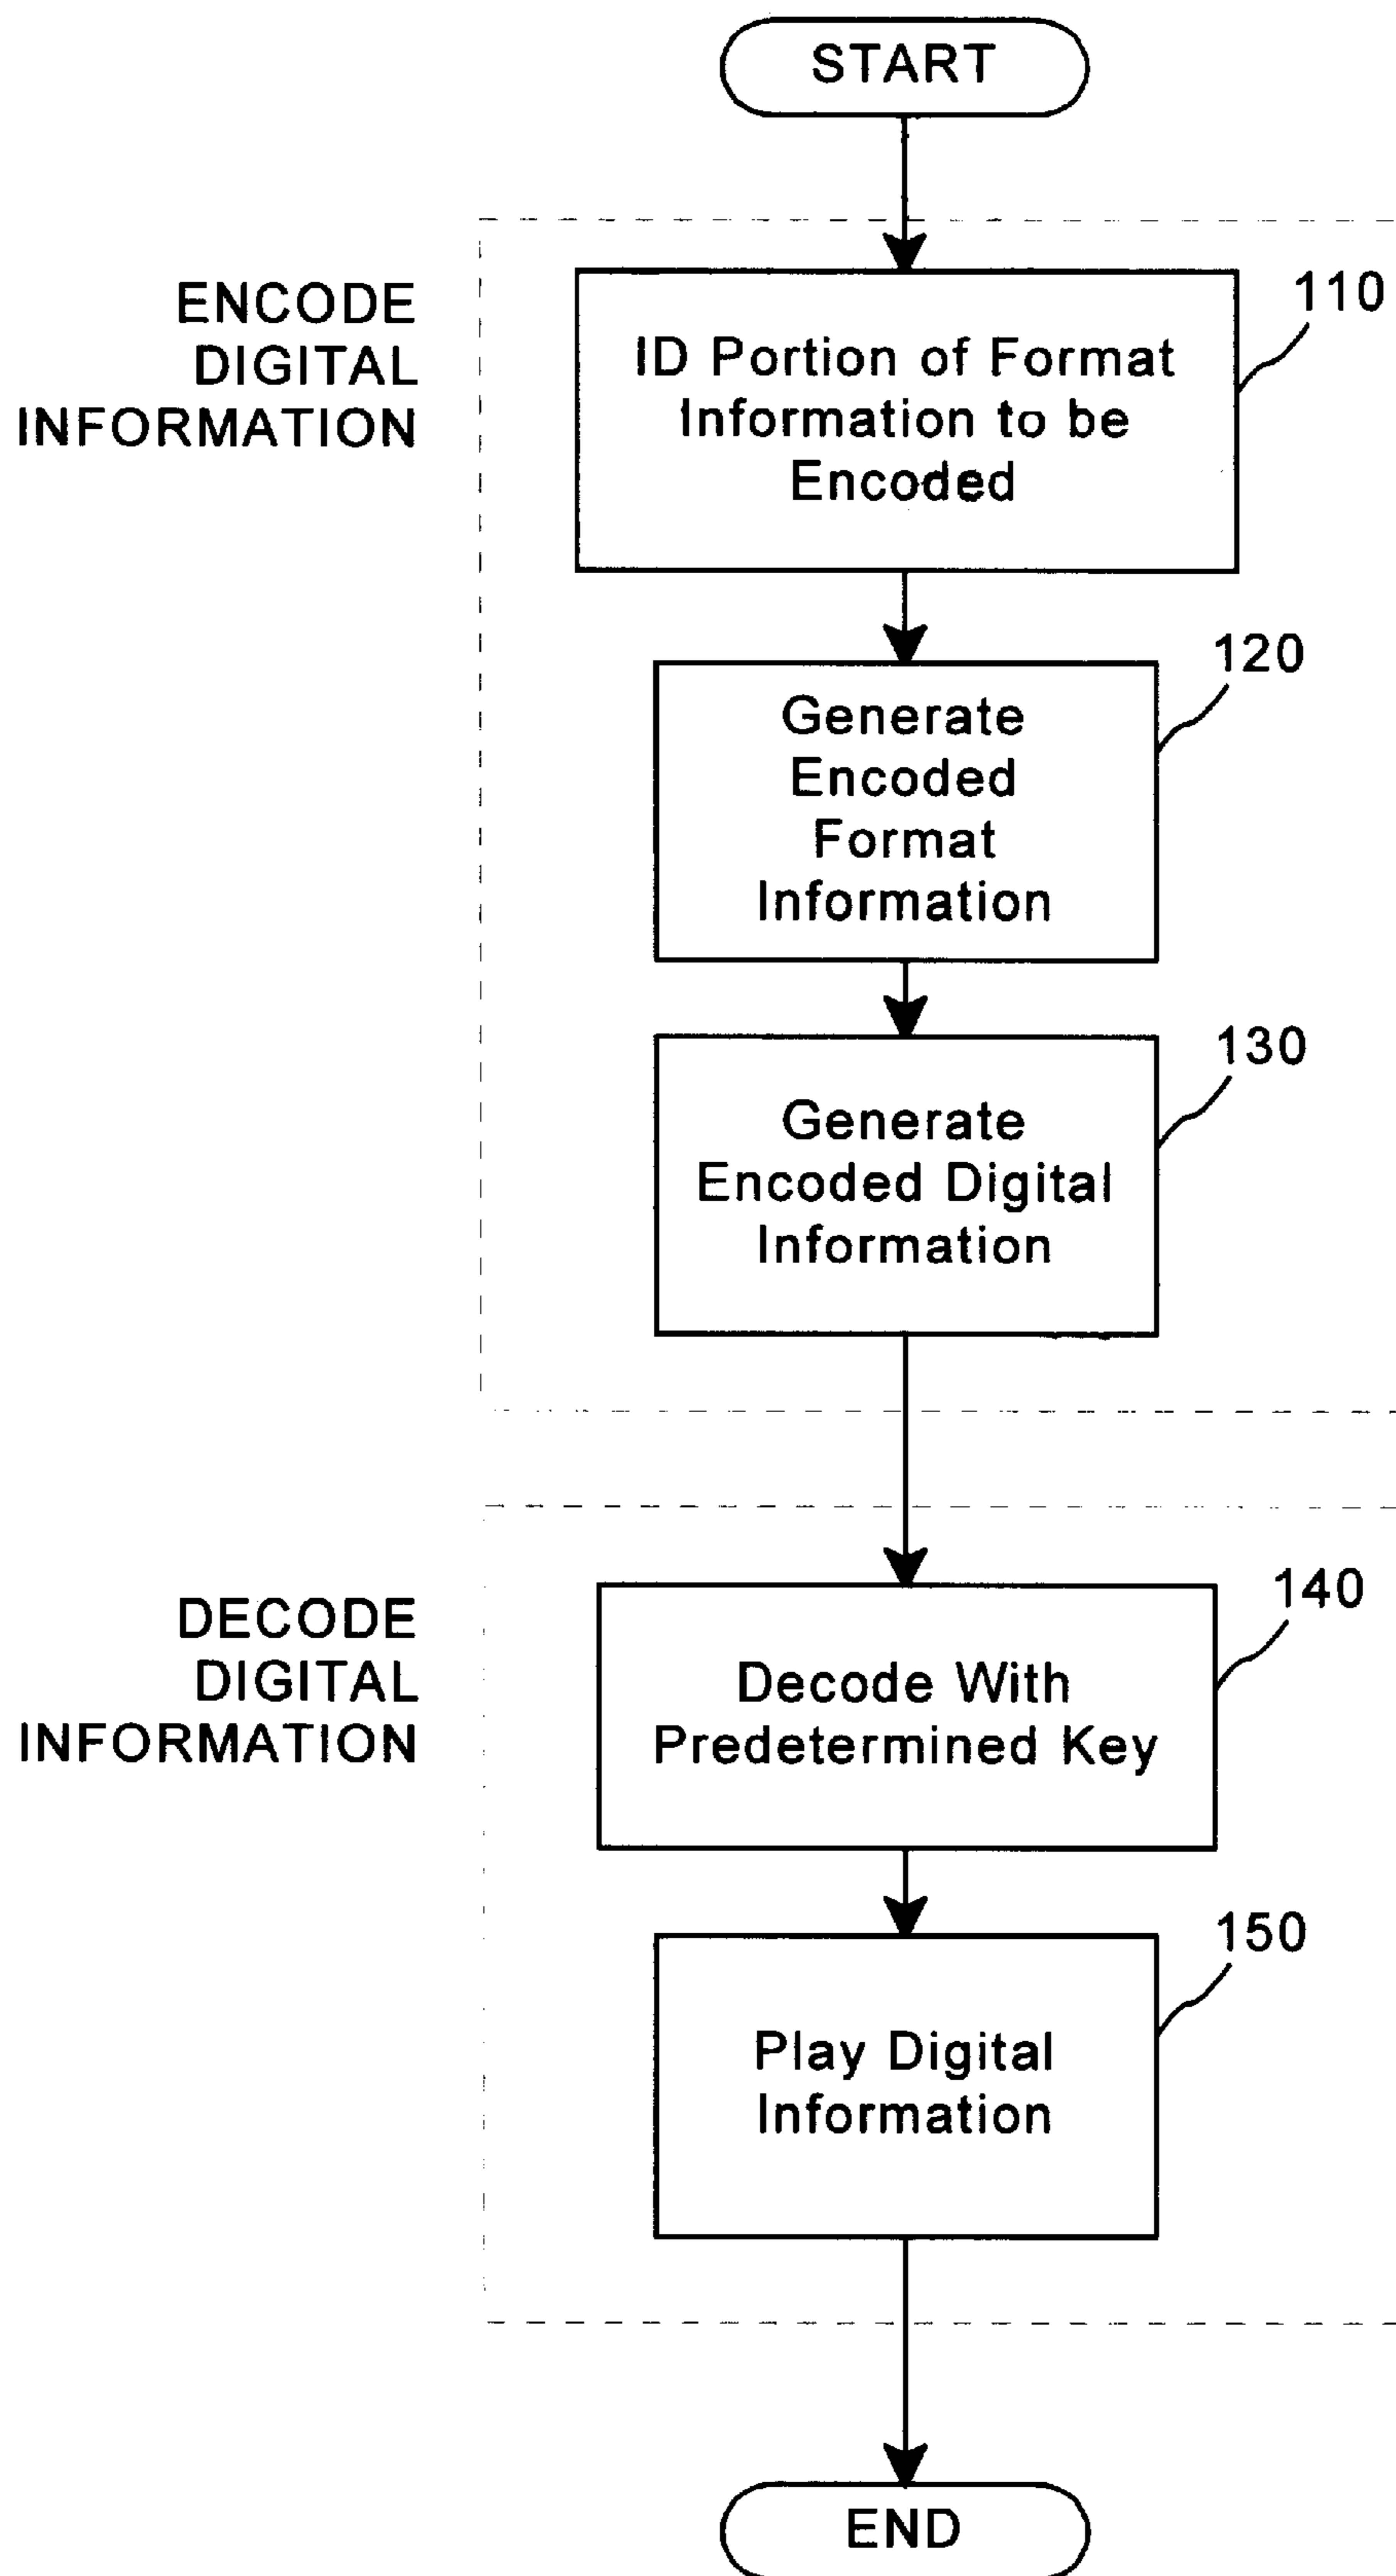 START
ENCODE
DIGITAL
INFORMATION
110
ID Portion of Format
Information to be
Encoded
120
Generate
Encoded
Format
Information
130
Generate
Encoded Digital
Information
DECODE
DIGITAL
INFORMATION
140
Decode With
Predetermined Key
150
Play Digital
Information
END